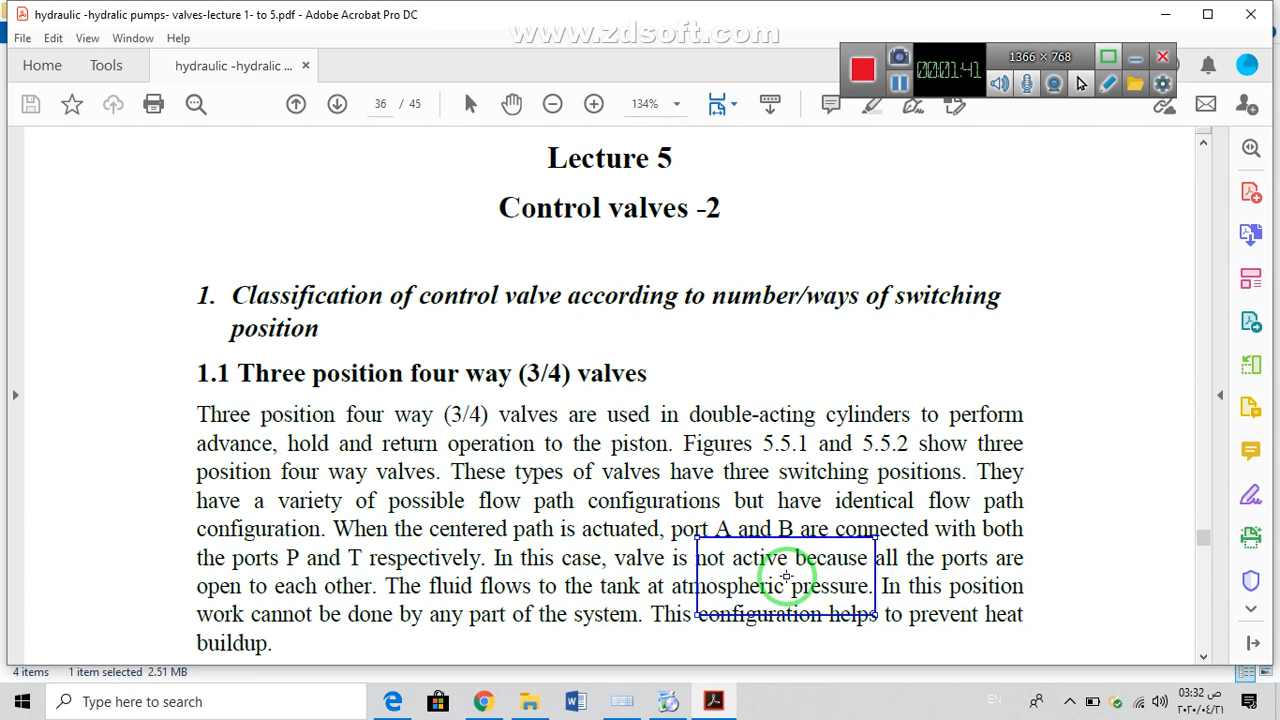 hydraulic -hydralic pumps- valves-lecture 1- to 5.pdf - Adobe Acrobat Pro DC
www.zdsoft.com
File Edit View Window Help
1366 × 768
00:01:41
Home Tools hydraulic -hydralic ... ×
36 / 45 134%
Lecture 5
Control valves -2
1. Classification of control valve according to number/ways of switching
position
1.1 Three position four way (3/4) valves
Three position four way (3/4) valves are used in double-acting cylinders to perform
advance, hold and return operation to the piston. Figures 5.5.1 and 5.5.2 show three
position four way valves. These types of valves have three switching positions. They
have a variety of possible flow path configurations but have identical flow path
configuration. When the centered path is actuated, port A and B are connected with both
the ports P and T respectively. In this case, valve is not active because all the ports are
open to each other. The fluid flows to the tank at atmospheric pressure. In this position
work cannot be done by any part of the system. This configuration helps to prevent heat
buildup.
4 items 1 item selected 2.51 MB
Type here to search
EN
03:32 ص
٢٠٢٠/٠٤/٢١